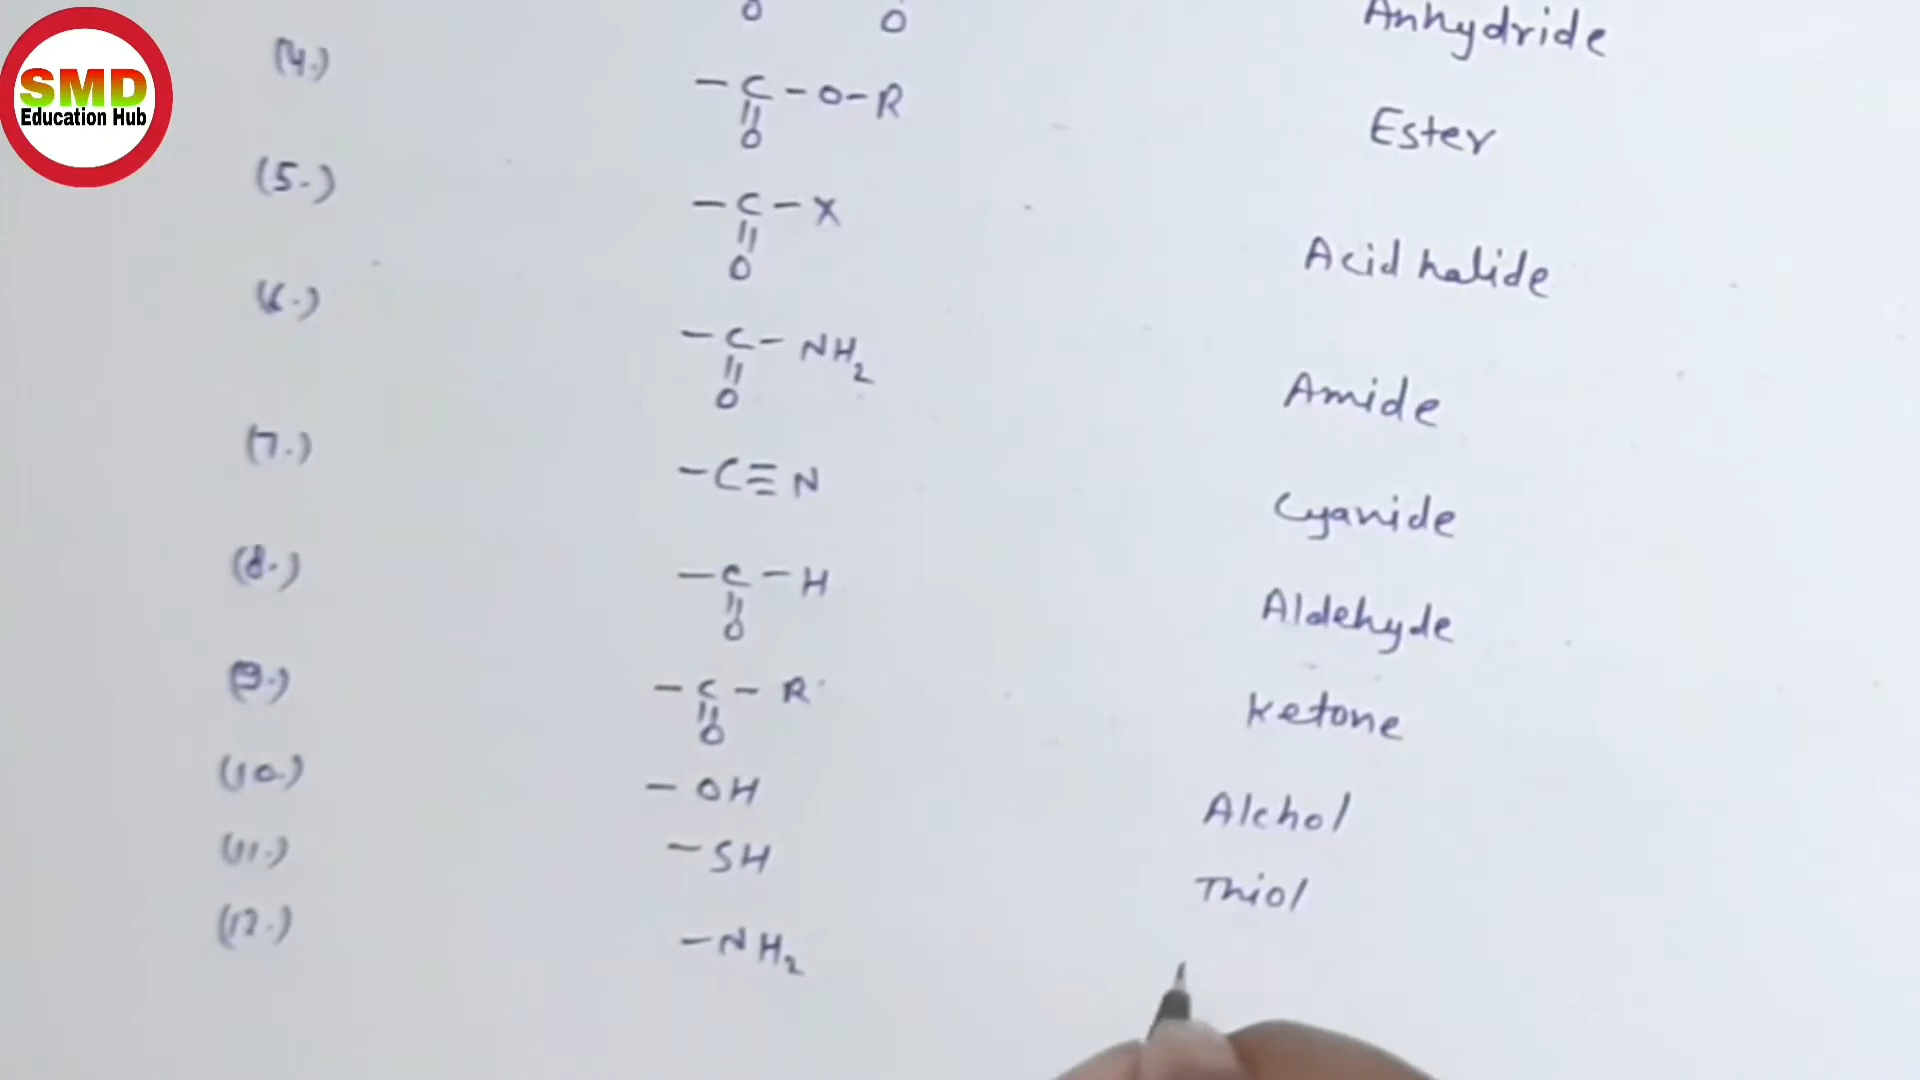 SMD
Education Hub
O O Anhydride
(4.) -C-O-R Ester
||
O
(5.) -C-X Acid halide
||
O
(6.) -C-NH₂ Amide
||
O
(7.) -C≡N Cyanide
(8.) -C-H Aldehyde
||
O
(9.) -C-R Ketone
||
O
(10.) -OH Alchol
(11.) -SH Thiol
(12.) -NH₂